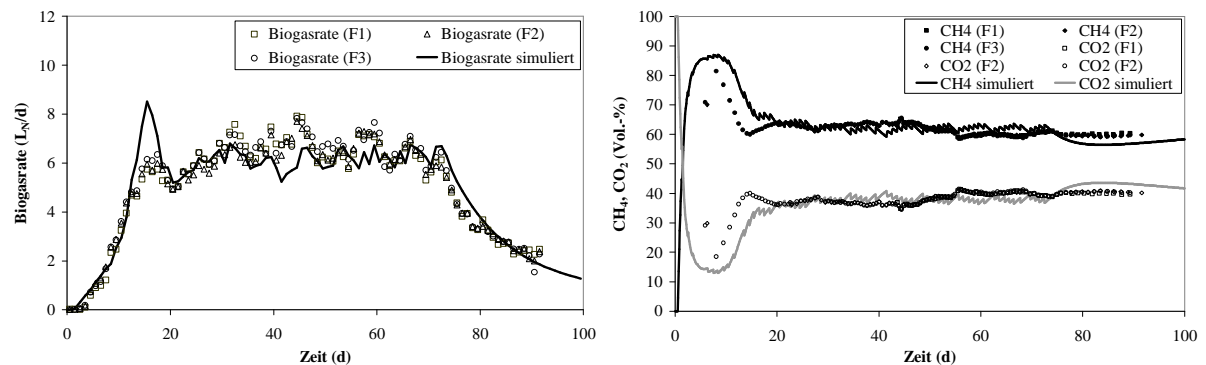 12
10
8
6
4
2
0
Biogasrate (L_N/d)
Biogasrate (F1) Biogasrate (F2)
Biogasrate (F3) Biogasrate simuliert
0 20 40 60 80 100
Zeit (d)
100
90
80
70
60
50
40
30
20
10
0
CH4, CO2 (Vol.-%)
CH4 (F1) CH4 (F2)
CH4 (F3) CO2 (F1)
CO2 (F2) CO2 (F2)
CH4 simuliert CO2 simuliert
0 20 40 60 80 100
Zeit (d)